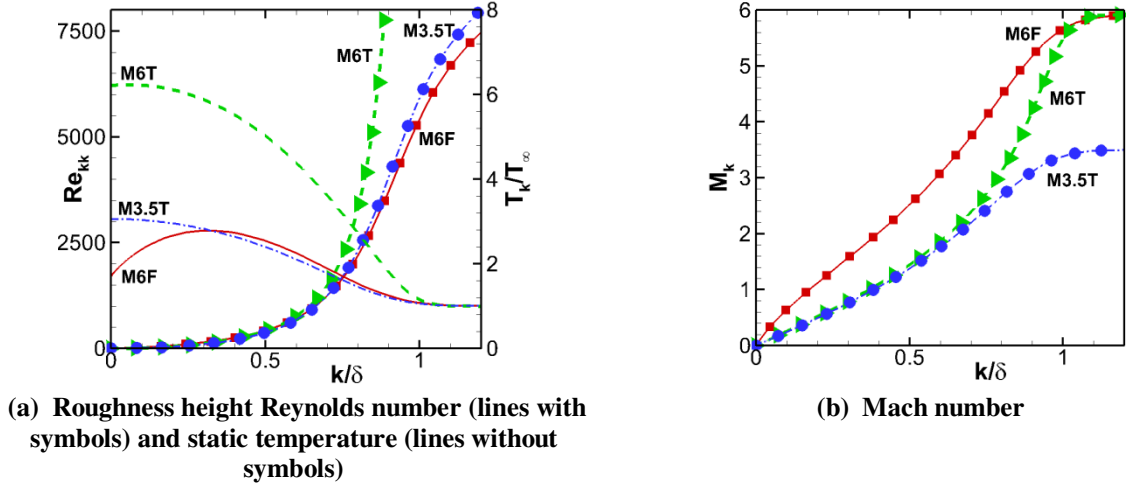 7500
5000
2500
0
Re_kk
8
6
4
2
0
T_k/T_∞
M6T
M3.5T
M6F
M6T
M3.5T
M6F
0
0.5
1
k/δ
6
5
4
3
2
1
0
M_k
M6F
M6T
M3.5T
0
0.5
1
k/δ
(a) Roughness height Reynolds number (lines with
symbols) and static temperature (lines without
symbols)
(b) Mach number